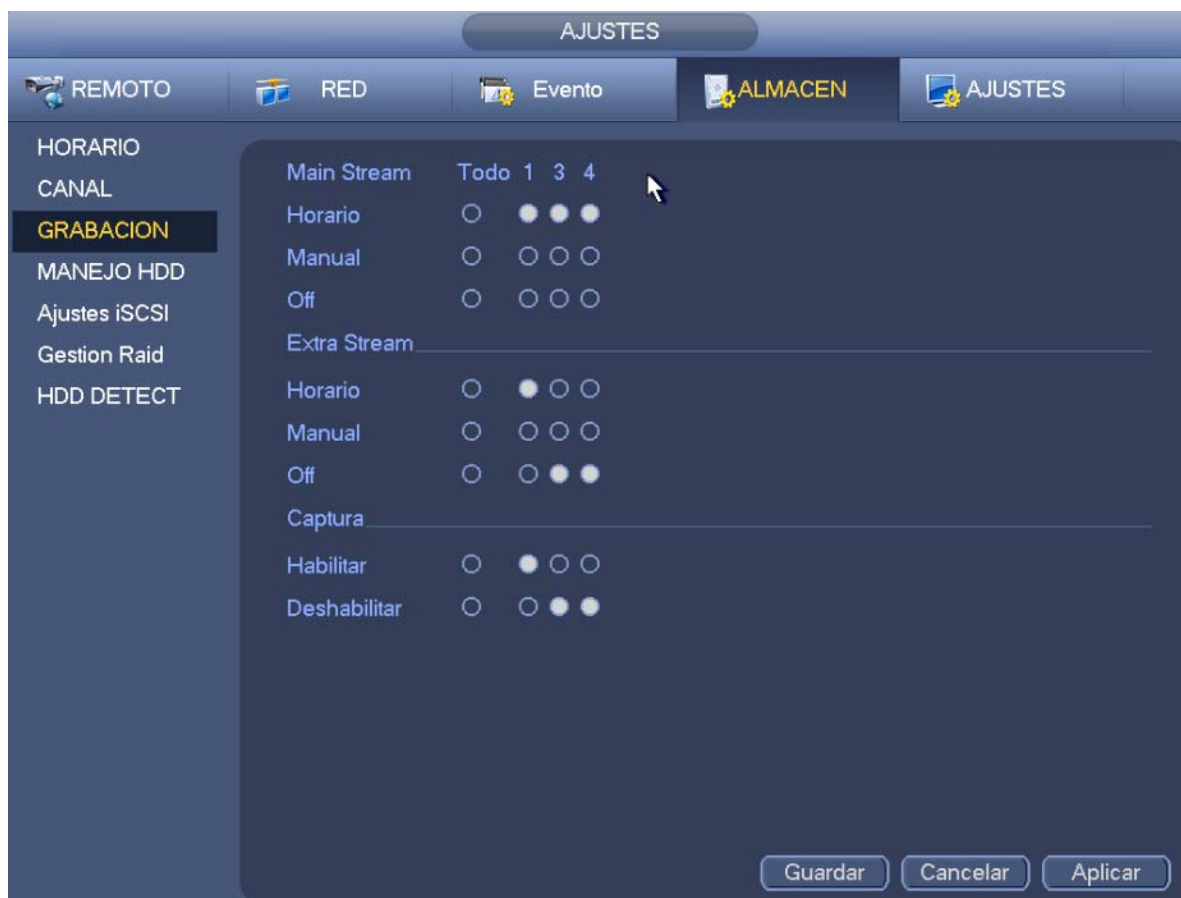 AJUSTES
REMOTO RED Evento ALMACEN AJUSTES
HORARIO
CANAL
GRABACION
MANEJO HDD
Ajustes iSCSI
Gestion Raid
HDD DETECT
Main Stream Todo 1 3 4
Horario
Manual
Off
Extra Stream
Horario
Manual
Off
Captura
Habilitar
Deshabilitar
Guardar Cancelar Aplicar